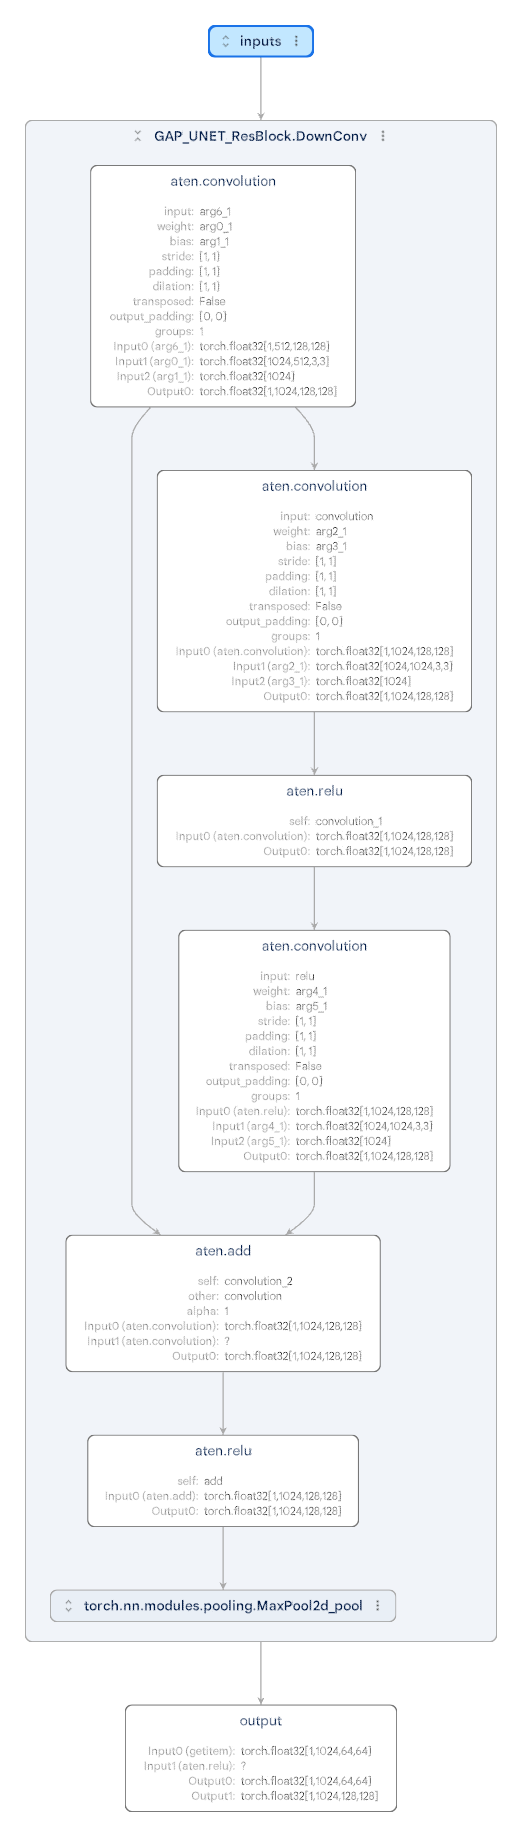 inputs
GAP_UNET_ResBlock.DownConv
aten.convolution
input: arg6_1
weight: arg0_1
bias: arg1_1
stride: [1, 1]
padding: [1, 1]
dilation: [1, 1]
transposed: False
output_padding: [0, 0]
groups: 1
Input0 (arg6_1): torch.float32[1,512,128,128]
Input1 (arg0_1): torch.float32[1024,512,3,3]
Input2 (arg1_1): torch.float32[1024]
Output0: torch.float32[1,1024,128,128]
aten.convolution
input: convolution
weight: arg2_1
bias: arg3_1
stride: [1, 1]
padding: [1, 1]
dilation: [1, 1]
transposed: False
output_padding: [0, 0]
groups: 1
Input0 (aten.convolution): torch.float32[1,1024,128,128]
Input1 (arg2_1): torch.float32[1024,1024,3,3]
Input2 (arg3_1): torch.float32[1024]
Output0: torch.float32[1,1024,128,128]
aten.relu
self: convolution_1
Input0 (aten.convolution): torch.float32[1,1024,128,128]
Output0: torch.float32[1,1024,128,128]
aten.convolution
input: relu
weight: arg4_1
bias: arg5_1
stride: [1, 1]
padding: [1, 1]
dilation: [1, 1]
transposed: False
output_padding: [0, 0]
groups: 1
Input0 (aten.relu): torch.float32[1,1024,128,128]
Input1 (arg4_1): torch.float32[1024,1024,3,3]
Input2 (arg5_1): torch.float32[1024]
Output0: torch.float32[1,1024,128,128]
aten.add
self: convolution_2
other: convolution
alpha: 1
Input0 (aten.convolution): torch.float32[1,1024,128,128]
Input1 (aten.convolution): ?
Output0: torch.float32[1,1024,128,128]
aten.relu
self: add
Input0 (aten.add): torch.float32[1,1024,128,128]
Output0: torch.float32[1,1024,128,128]
torch.nn.modules.pooling.MaxPool2d_pool
output
Input0 (getitem): torch.float32[1,1024,64,64]
Input1 (aten.relu): ?
Output0: torch.float32[1,1024,64,64]
Output1: torch.float32[1,1024,128,128]